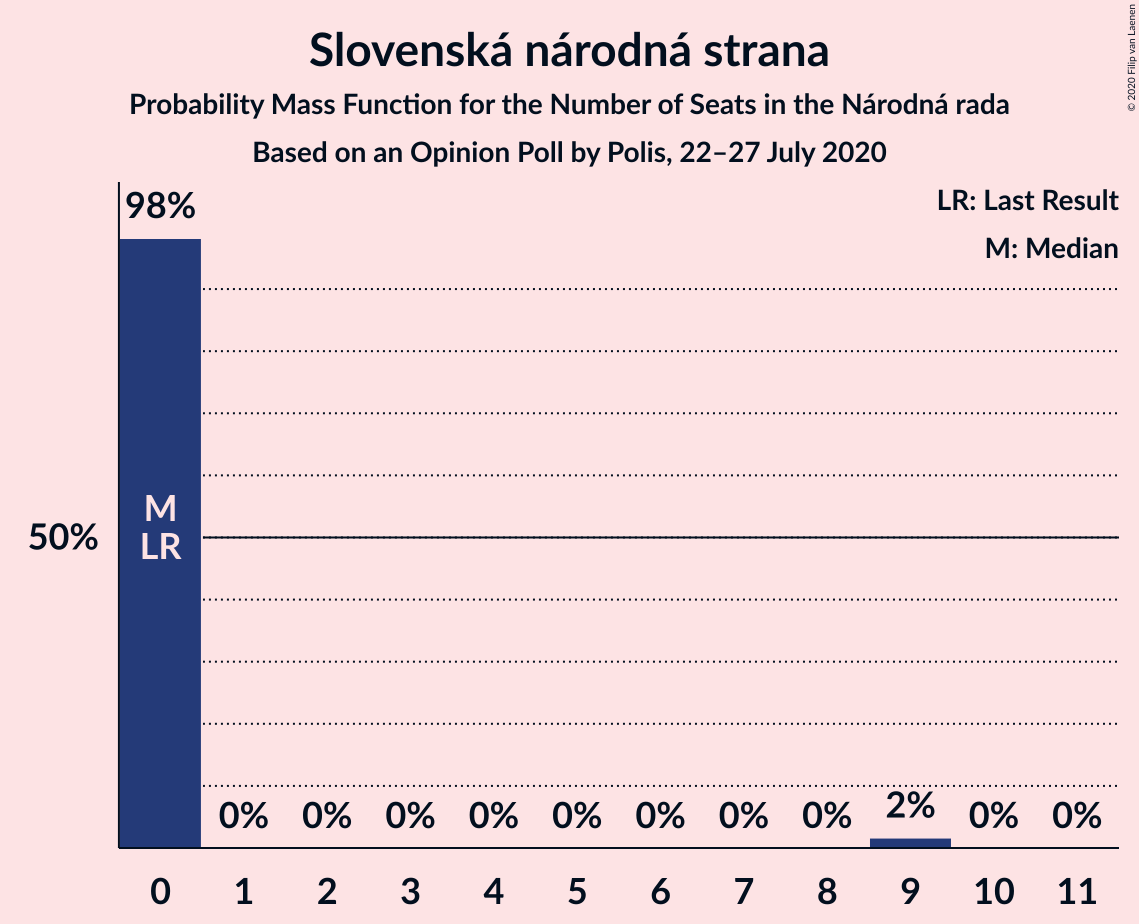 Slovenská národná strana
Probability Mass Function for the Number of Seats in the Národná rada
Based on an Opinion Poll by Polis, 22–27 July 2020
© 2020 Filip van Laenen
LR: Last Result
M: Median
98%
M
LR
50%
0% 0% 0% 0% 0% 0% 0% 0% 2% 0% 0%
0 1 2 3 4 5 6 7 8 9 10 11